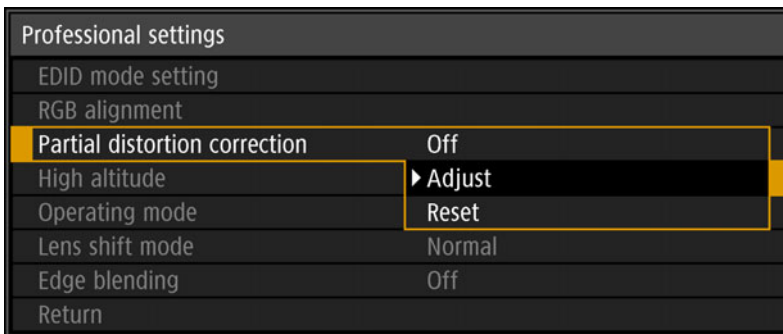 Professional settings
EDID mode setting
RGB alignment
Partial distortion correction Off
High altitude Adjust
Operating mode Reset
Lens shift mode Normal
Edge blending Off
Return